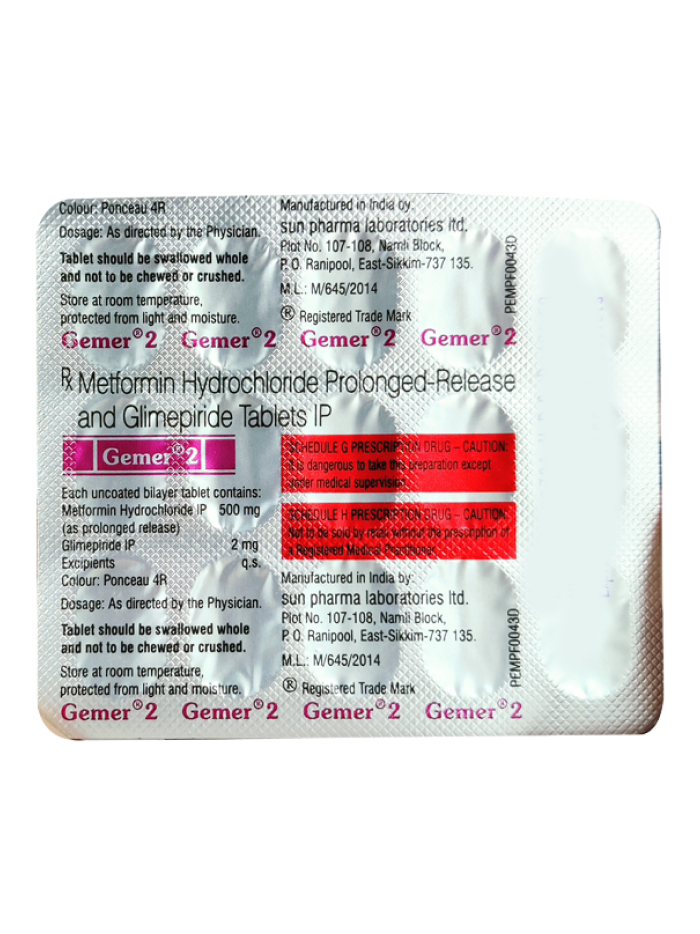 Colour: Ponceau 4R
Dosage: As directed by the Physician.
Tablet should be swallowed whole
and not to be chewed or crushed.
Store at room temperature,
protected from light and moisture.
Manufactured in India by:
sun pharma laboratories ltd.
Plot No. 107-108, Namli Block,
P. O. Ranipool, East-Sikkim-737 135.
M.L.: M/645/2014
® Registered Trade Mark
PEMPF0043D
Gemer®2 Gemer®2 Gemer®2 Gemer®2
Rx Metformin Hydrochloride Prolonged-Release
and Glimepiride Tablets IP
Gemer®2
SCHEDULE G PRESCRIPTION DRUG – CAUTION:
It is dangerous to take this preparation except
under medical supervision
SCHEDULE H PRESCRIPTION DRUG – CAUTION:
Not to be sold by retail without the prescription of
a Registered Medical Practitioner.
Each uncoated bilayer tablet contains:
Metformin Hydrochloride IP 500 mg
(as prolonged release)
Glimepiride IP 2 mg
Excipients q.s.
Colour: Ponceau 4R
Dosage: As directed by the Physician.
Tablet should be swallowed whole
and not to be chewed or crushed.
Store at room temperature,
protected from light and moisture.
Manufactured in India by:
sun pharma laboratories ltd.
Plot No. 107-108, Namli Block,
P. O. Ranipool, East-Sikkim-737 135.
M.L.: M/645/2014
® Registered Trade Mark
PEMPF0043D
Gemer®2 Gemer®2 Gemer®2 Gemer®2